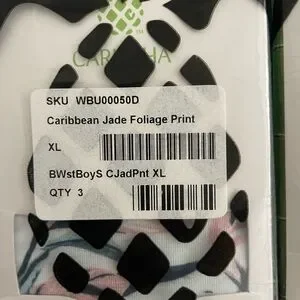 SKU WBU00050D
Caribbean Jade Foliage Print
XL
BWstBoyS CJadPnt XL
QTY 3